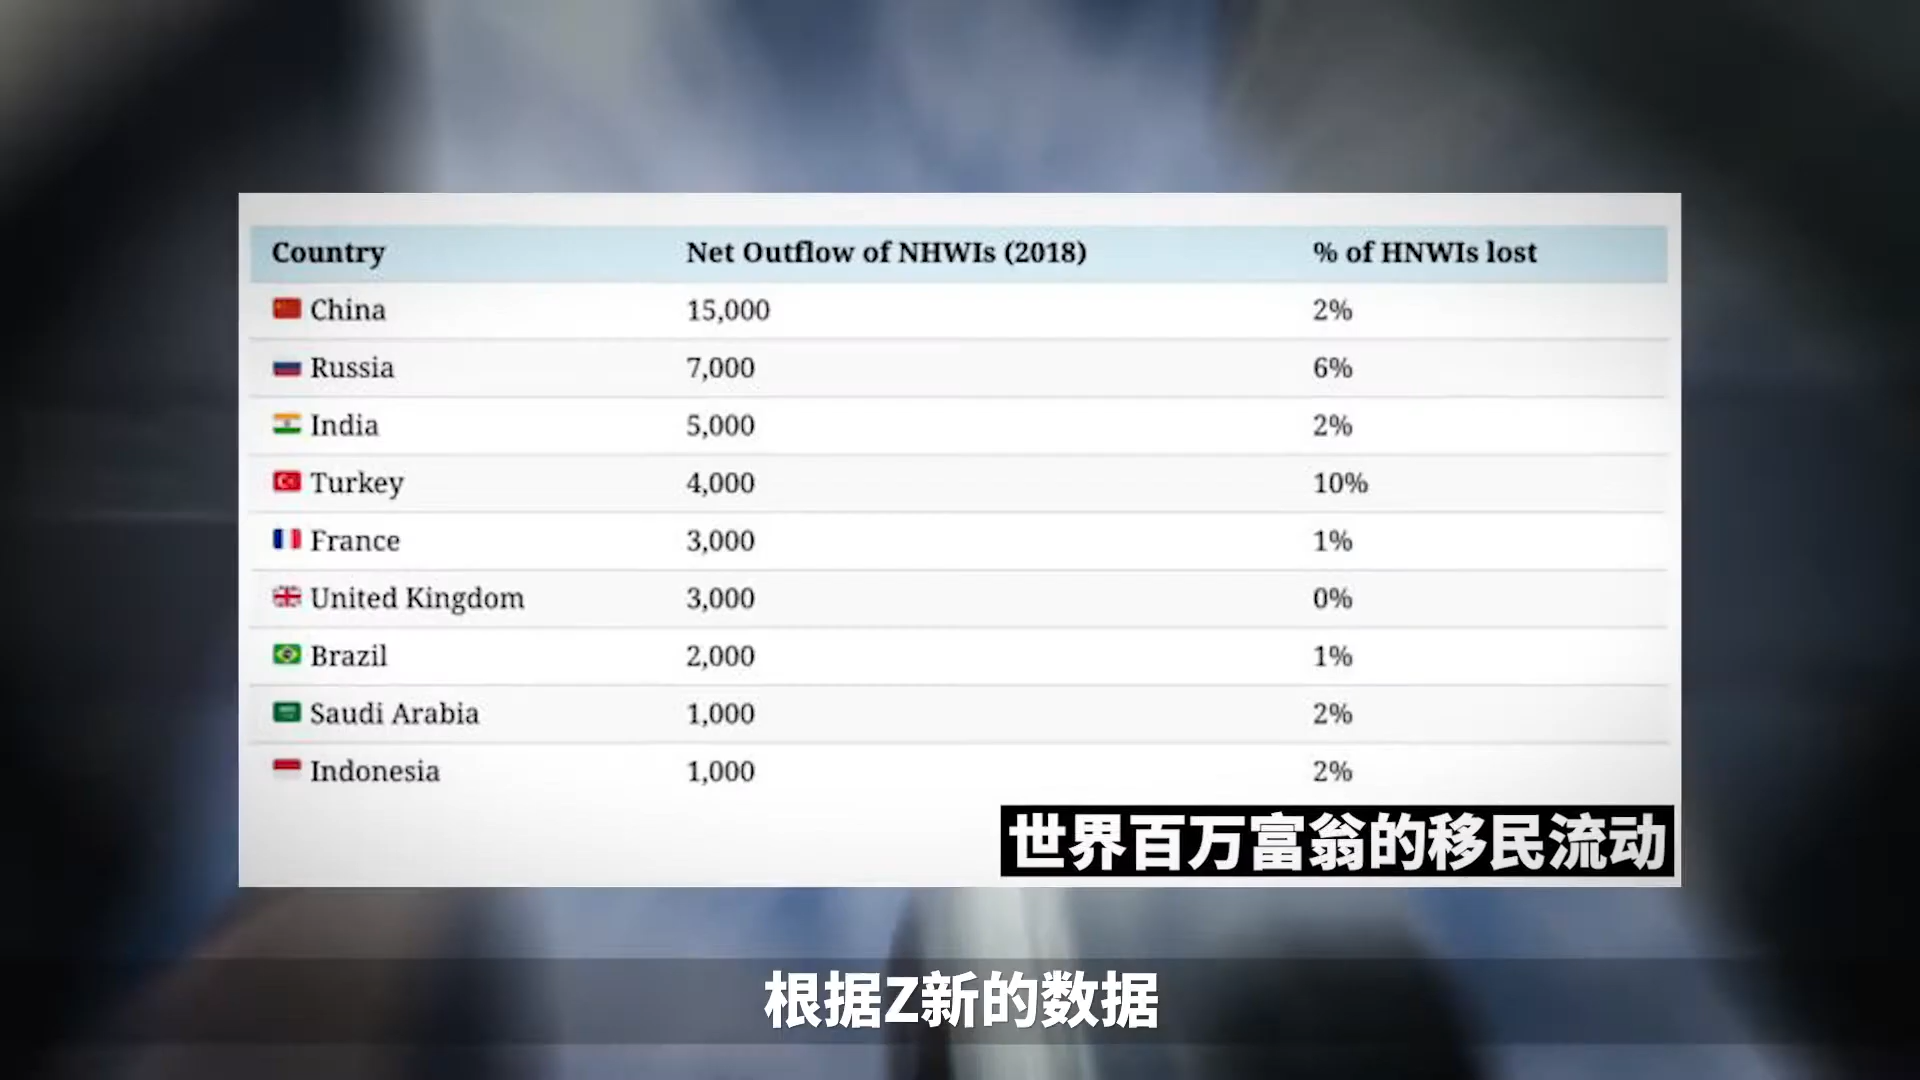 Country Net Outflow of NHWIs (2018) % of HNWIs lost
China 15,000 2%
Russia 7,000 6%
India 5,000 2%
Turkey 4,000 10%
France 3,000 1%
United Kingdom 3,000 0%
Brazil 2,000 1%
Saudi Arabia 1,000 2%
Indonesia 1,000 2%
世界百万富翁的移民流动
根据Z新的数据